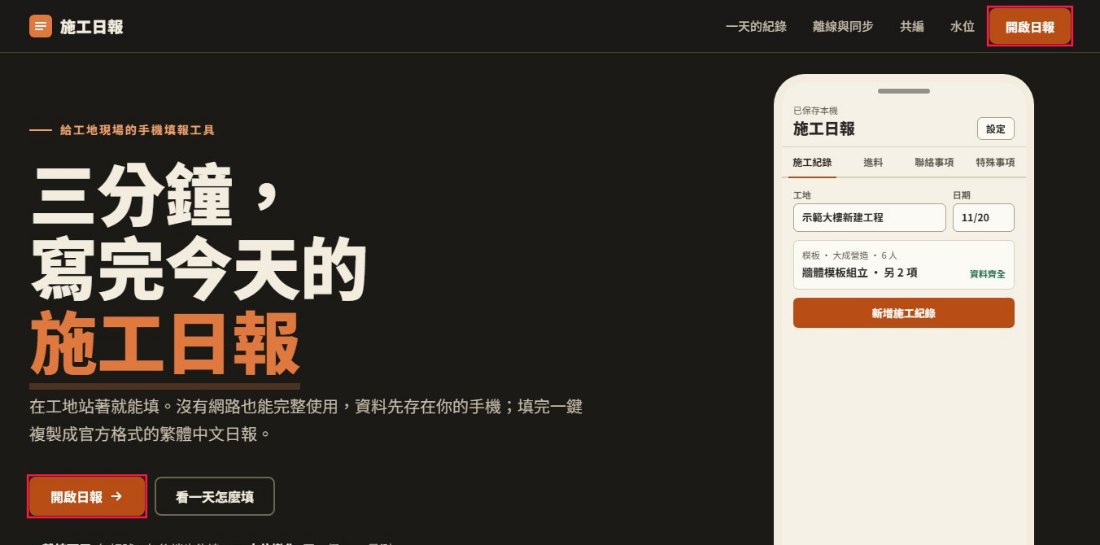 施工日報
一天的紀錄
離線與同步
共編
水位
開啟日報
給工地現場的手機填報工具
三分鐘，
寫完今天的
施工日報
在工地站著就能填。沒有網路也能完整使用，資料先存在你的手機；填完一鍵
複製成官方格式的繁體中文日報。
開啟日報 →
看一天怎麼填
已保存本機
施工日報
設定
施工紀錄
進料
聯絡事項
特殊事項
工地
日期
示範大樓新建工程
11/20
模板・大成營造・6 人
牆體模板組立・另 2 項
資料齊全
新增施工紀錄